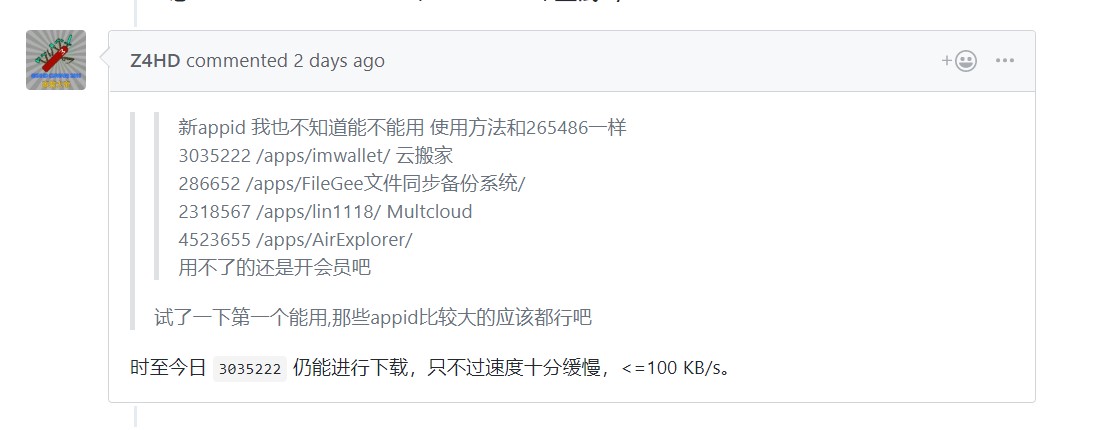 Z4HD commented 2 days ago
新appid 我也不知道能不能用 使用方法和265486一样
3035222 /apps/imwallet/ 云搬家
286652 /apps/FileGee文件同步备份系统/
2318567 /apps/lin1118/ Multcloud
4523655 /apps/AirExplorer/
用不了的还是开会员吧
试了一下第一个能用,那些appid比较大的应该都行吧
时至今日 3035222 仍能进行下载，只不过速度十分缓慢，<=100 KB/s。